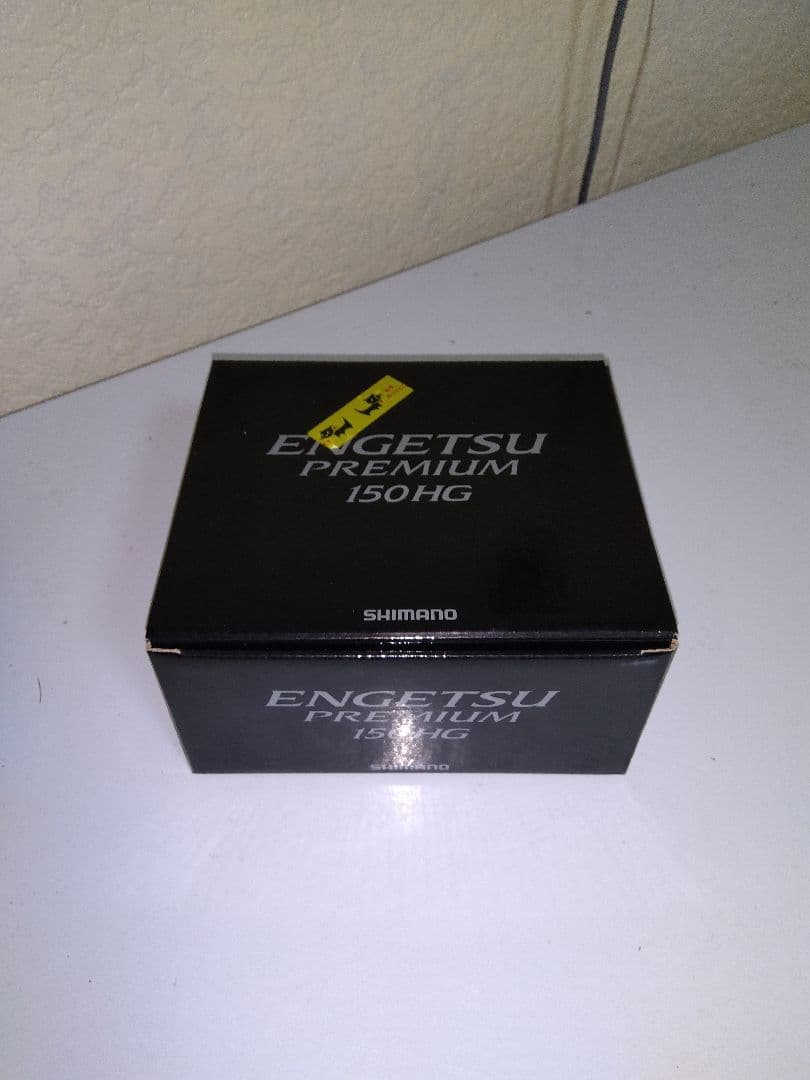 ENGETSU
PREMIUM
150HG
SHIMANO
ENGETSU
PREMIUM
150HG
SHIMANO